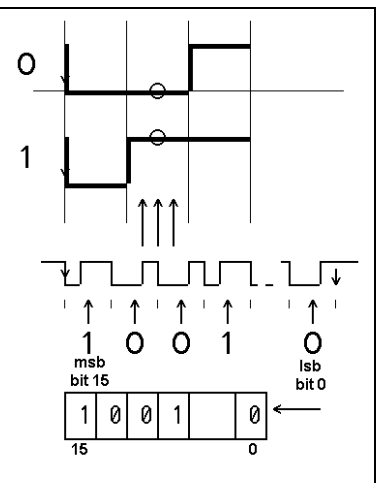 0
1
1 0 0 1 0
msb lsb
bit 15 bit 0
1 0 0 1 0
15 0